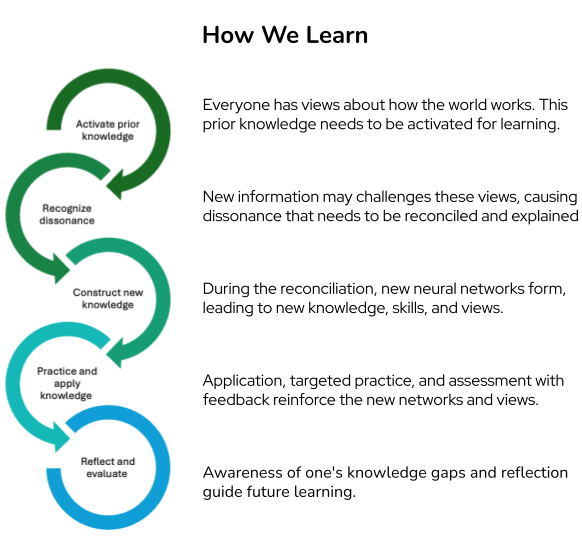 How We Learn
Activate prior
knowledge
Everyone has views about how the world works. This
prior knowledge needs to be activated for learning.
Recognize
dissonance
New information may challenges these views, causing
dissonance that needs to be reconciled and explained
Construct new
knowledge
During the reconciliation, new neural networks form,
leading to new knowledge, skills, and views.
Practice and
apply
knowledge
Application, targeted practice, and assessment with
feedback reinforce the new networks and views.
Reflect and
evaluate
Awareness of one's knowledge gaps and reflection
guide future learning.